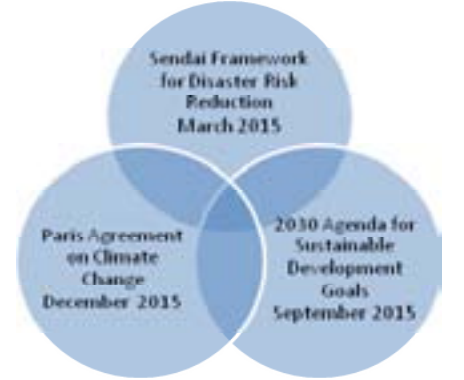 Sendai Framework
for Disaster Risk
Reduction
March 2015
Paris Agreement
on Climate
Change
December 2015
2030 Agenda for
Sustainable
Development
Goals
September 2015